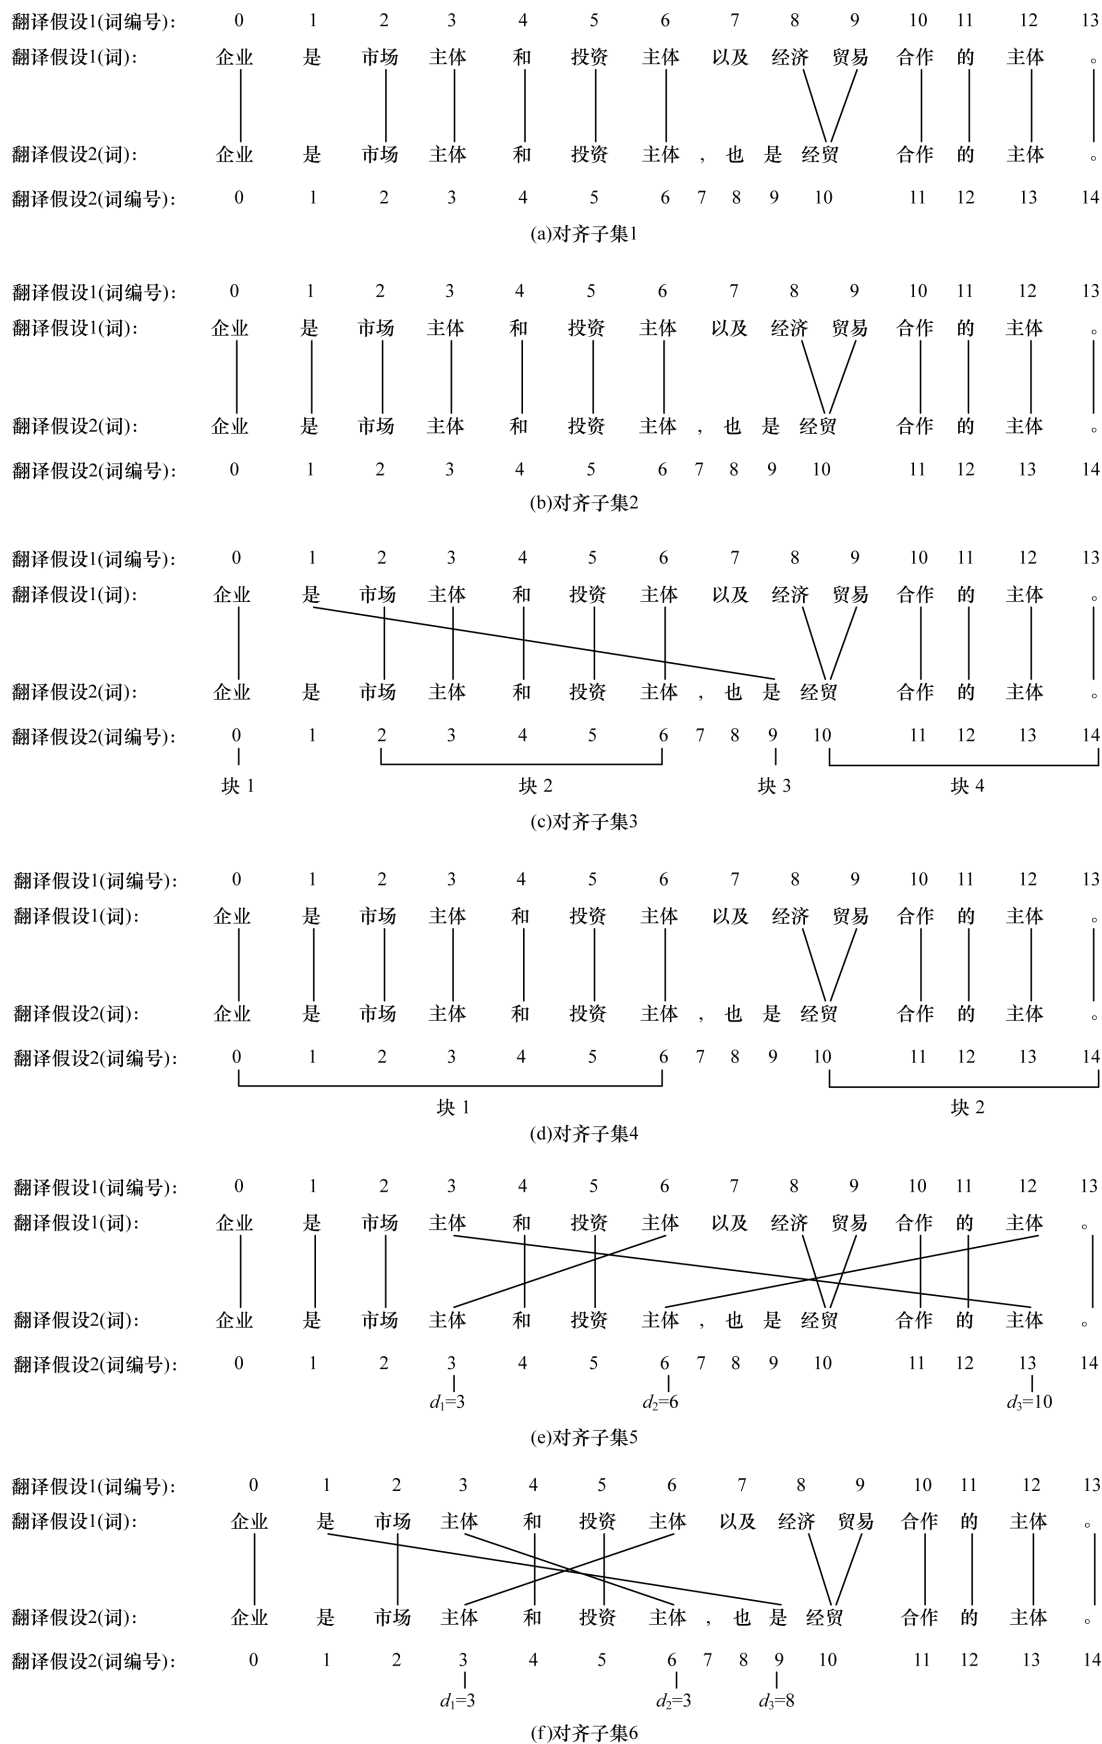 翻译假设1(词编号): 0 1 2 3 4 5 6 7 8 9 10 11 12 13
翻译假设1(词): 企业 是 市场 主体 和 投资 主体 以及 经济 贸易 合作 的 主体 。
翻译假设2(词): 企业 是 市场 主体 和 投资 主体 , 也 是 经贸 合作 的 主体 。
翻译假设2(词编号): 0 1 2 3 4 5 6 7 8 9 10 11 12 13 14
(a)对齐子集1
翻译假设1(词编号): 0 1 2 3 4 5 6 7 8 9 10 11 12 13
翻译假设1(词): 企业 是 市场 主体 和 投资 主体 以及 经济 贸易 合作 的 主体 。
翻译假设2(词): 企业 是 市场 主体 和 投资 主体 , 也 是 经贸 合作 的 主体 。
翻译假设2(词编号): 0 1 2 3 4 5 6 7 8 9 10 11 12 13 14
(b)对齐子集2
翻译假设1(词编号): 0 1 2 3 4 5 6 7 8 9 10 11 12 13
翻译假设1(词): 企业 是 市场 主体 和 投资 主体 以及 经济 贸易 合作 的 主体 。
翻译假设2(词): 企业 是 市场 主体 和 投资 主体 , 也 是 经贸 合作 的 主体 。
翻译假设2(词编号): 0 1 2 3 4 5 6 7 8 9 10 11 12 13 14
块 1 块 2 块 3 块 4
(c)对齐子集3
翻译假设1(词编号): 0 1 2 3 4 5 6 7 8 9 10 11 12 13
翻译假设1(词): 企业 是 市场 主体 和 投资 主体 以及 经济 贸易 合作 的 主体 。
翻译假设2(词): 企业 是 市场 主体 和 投资 主体 , 也 是 经贸 合作 的 主体 。
翻译假设2(词编号): 0 1 2 3 4 5 6 7 8 9 10 11 12 13 14
块 1 块 2
(d)对齐子集4
翻译假设1(词编号): 0 1 2 3 4 5 6 7 8 9 10 11 12 13
翻译假设1(词): 企业 是 市场 主体 和 投资 主体 以及 经济 贸易 合作 的 主体 。
翻译假设2(词): 企业 是 市场 主体 和 投资 主体 , 也 是 经贸 合作 的 主体 。
翻译假设2(词编号): 0 1 2 3 4 5 6 7 8 9 10 11 12 13 14
d₁=3 d₂=6 d₃=10
(e)对齐子集5
翻译假设1(词编号): 0 1 2 3 4 5 6 7 8 9 10 11 12 13
翻译假设1(词): 企业 是 市场 主体 和 投资 主体 以及 经济 贸易 合作 的 主体 。
翻译假设2(词): 企业 是 市场 主体 和 投资 主体 , 也 是 经贸 合作 的 主体 。
翻译假设2(词编号): 0 1 2 3 4 5 6 7 8 9 10 11 12 13 14
d₁=3 d₂=3 d₃=8
(f)对齐子集6